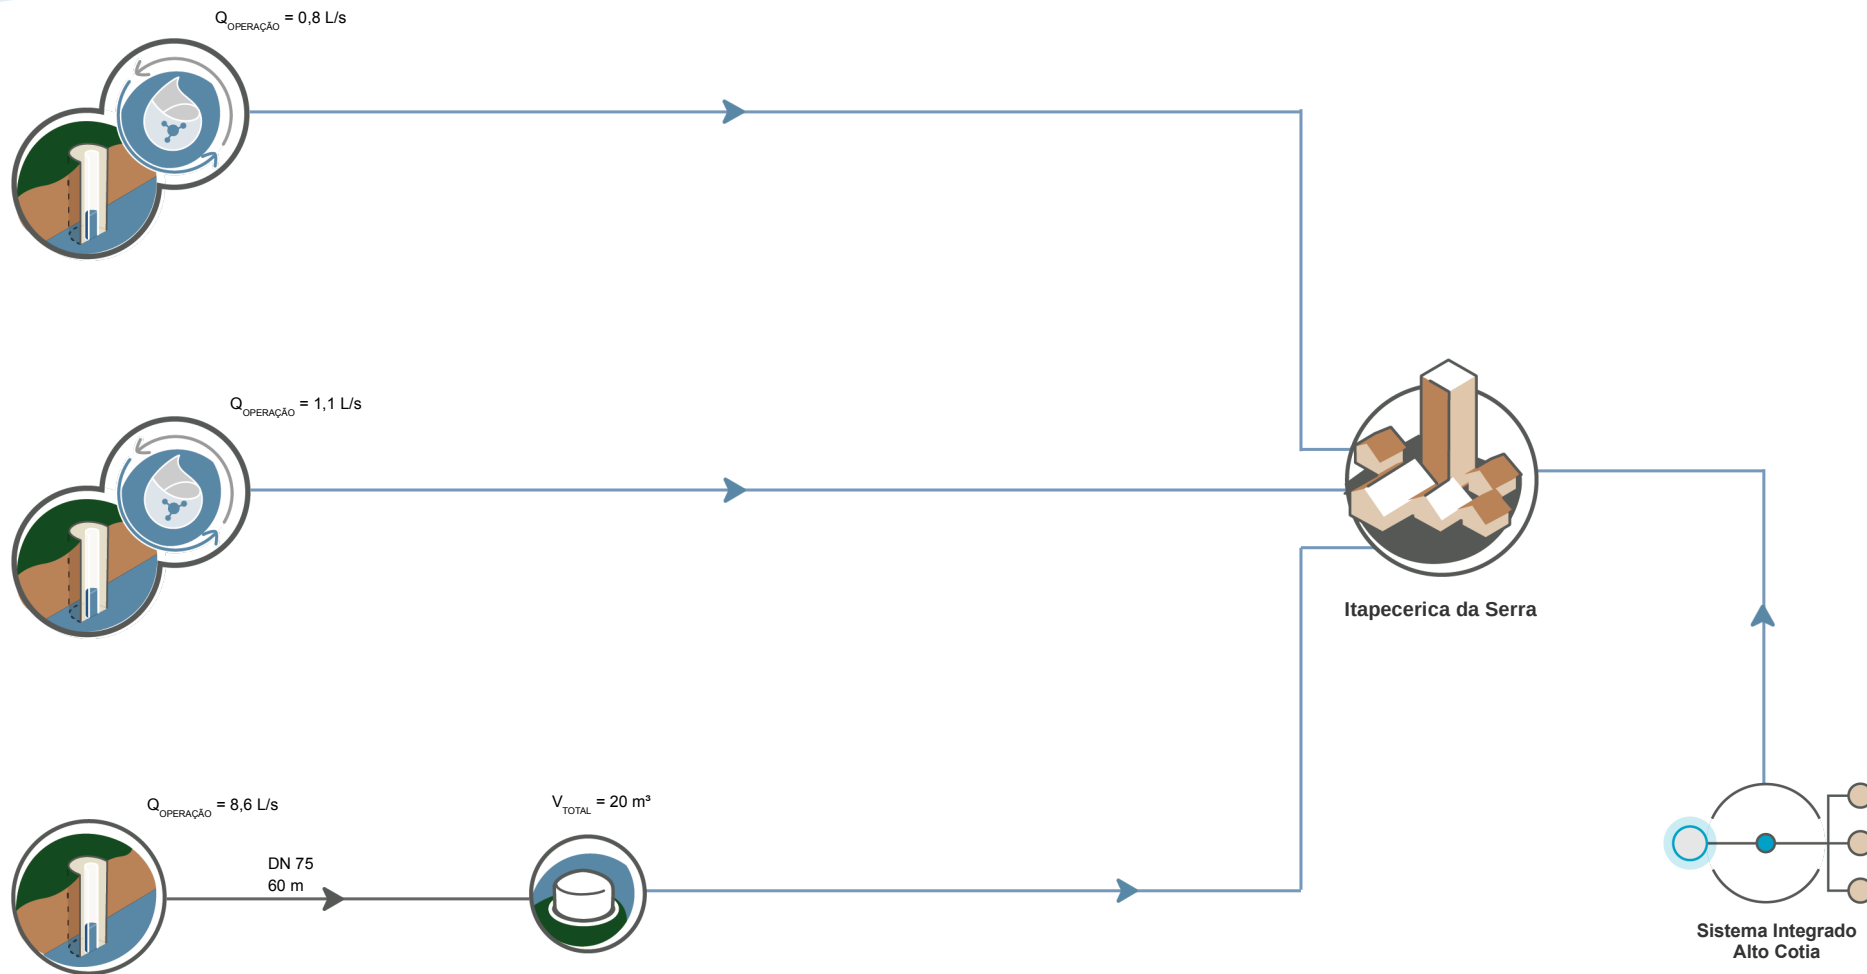 QOPERAÇÃO = 0,8 L/s
QOPERAÇÃO = 1,1 L/s
Itapecerica da Serra
QOPERAÇÃO = 8,6 L/s
VTOTAL = 20 m³
DN 75
60 m
Sistema Integrado
Alto Cotia